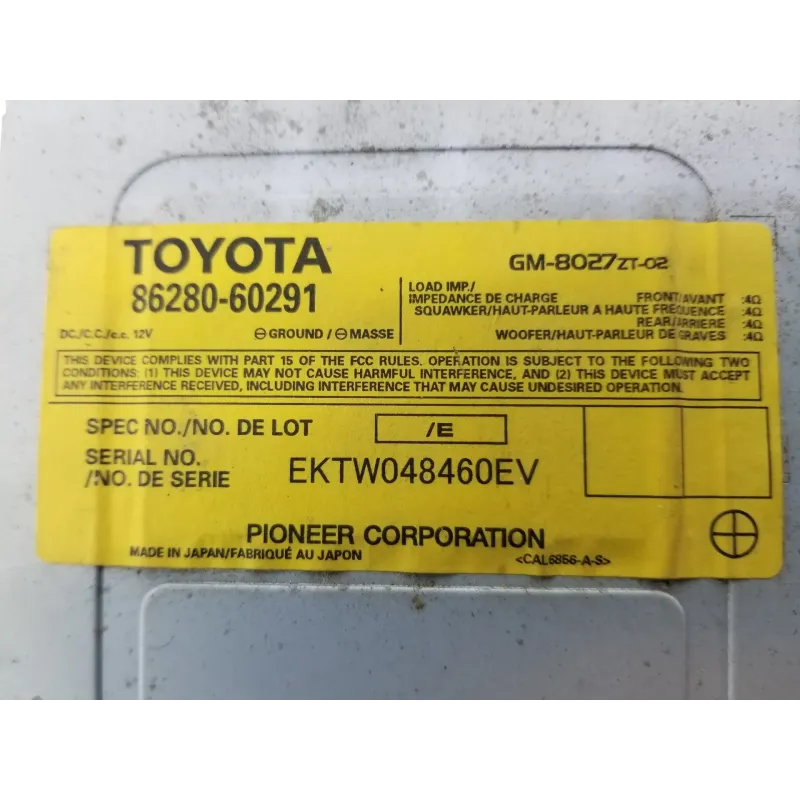 TOYOTA
86280-60291
GM-8027ZT-02
LOAD IMP./
IMPEDANCE DE CHARGE FRONT/AVANT :4Ω
SQUAWKER/HAUT-PARLEUR A HAUTE FREQUENCE :4Ω
REAR/ARRIERE :4Ω
WOOFER/HAUT-PARLEUR DE GRAVES :4Ω
DC./C.C./c.c. 12V ⊖GROUND / ⊖MASSE
THIS DEVICE COMPLIES WITH PART 15 OF THE FCC RULES. OPERATION IS SUBJECT TO THE FOLLOWING TWO
CONDITIONS: (1) THIS DEVICE MAY NOT CAUSE HARMFUL INTERFERENCE, AND (2) THIS DEVICE MUST ACCEPT
ANY INTERFERENCE RECEIVED, INCLUDING INTERFERENCE THAT MAY CAUSE UNDESIRED OPERATION.
SPEC NO./NO. DE LOT /E
SERIAL NO.
/NO. DE SERIE EKTW048460EV
PIONEER CORPORATION
MADE IN JAPAN/FABRIQUÉ AU JAPON <CAL6856-A-S>